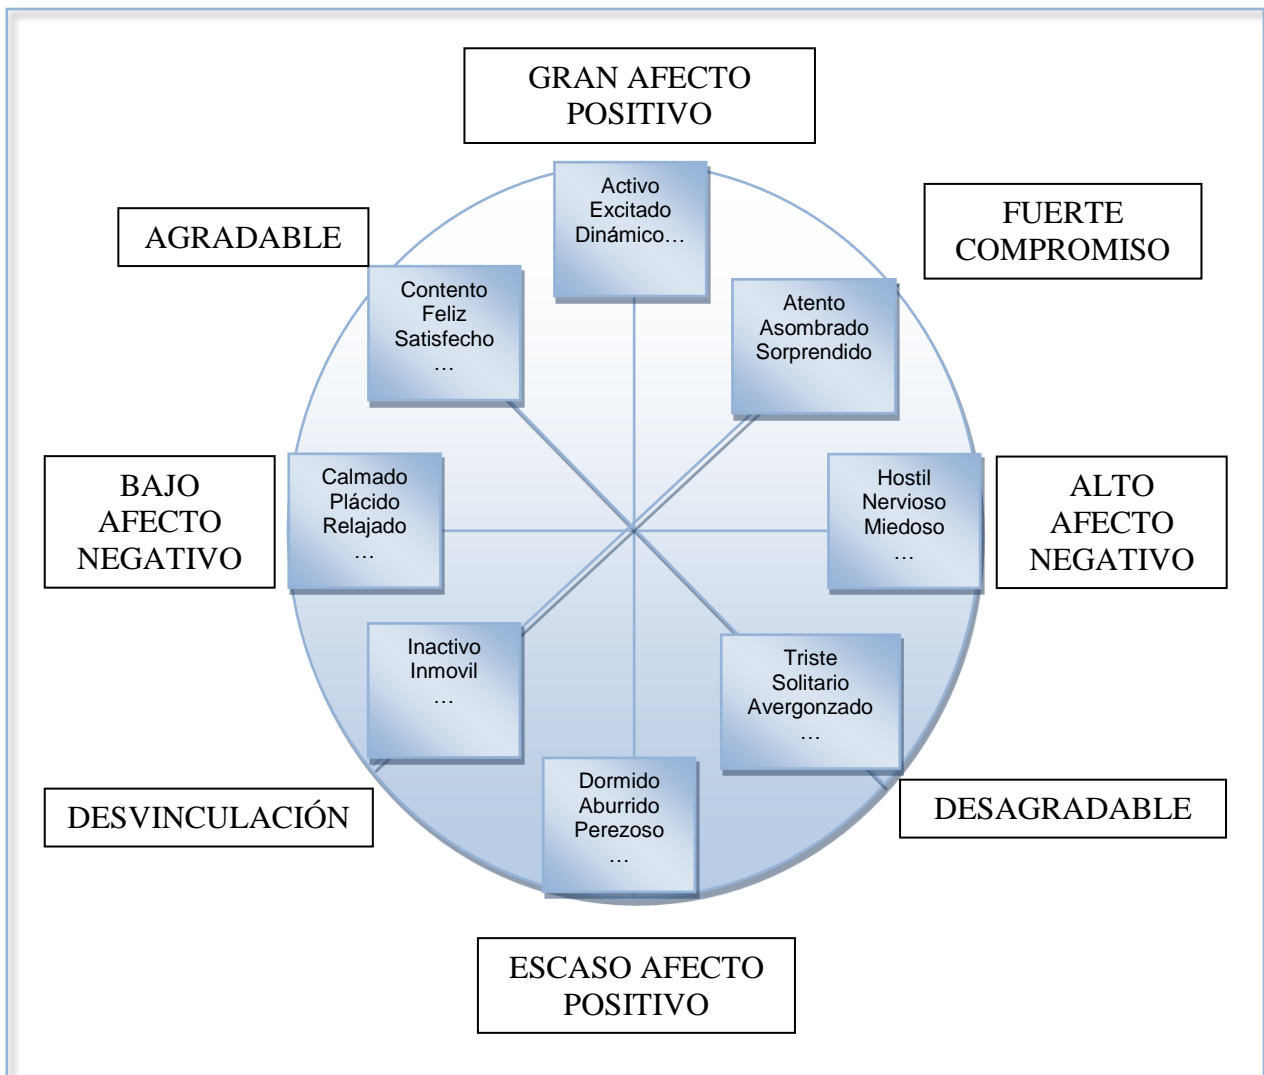 GRAN AFECTO
POSITIVO
Activo
Excitado
Dinámico…
AGRADABLE
FUERTE
COMPROMISO
Contento
Feliz
Satisfecho
…
Atento
Asombrado
Sorprendido
BAJO
AFECTO
NEGATIVO
Calmado
Plácido
Relajado
…
Hostil
Nervioso
Miedoso
…
ALTO
AFECTO
NEGATIVO
Inactivo
Inmovil
…
Triste
Solitario
Avergonzado
…
DESVINCULACIÓN
Dormido
Aburrido
Perezoso
…
DESAGRADABLE
ESCASO AFECTO
POSITIVO